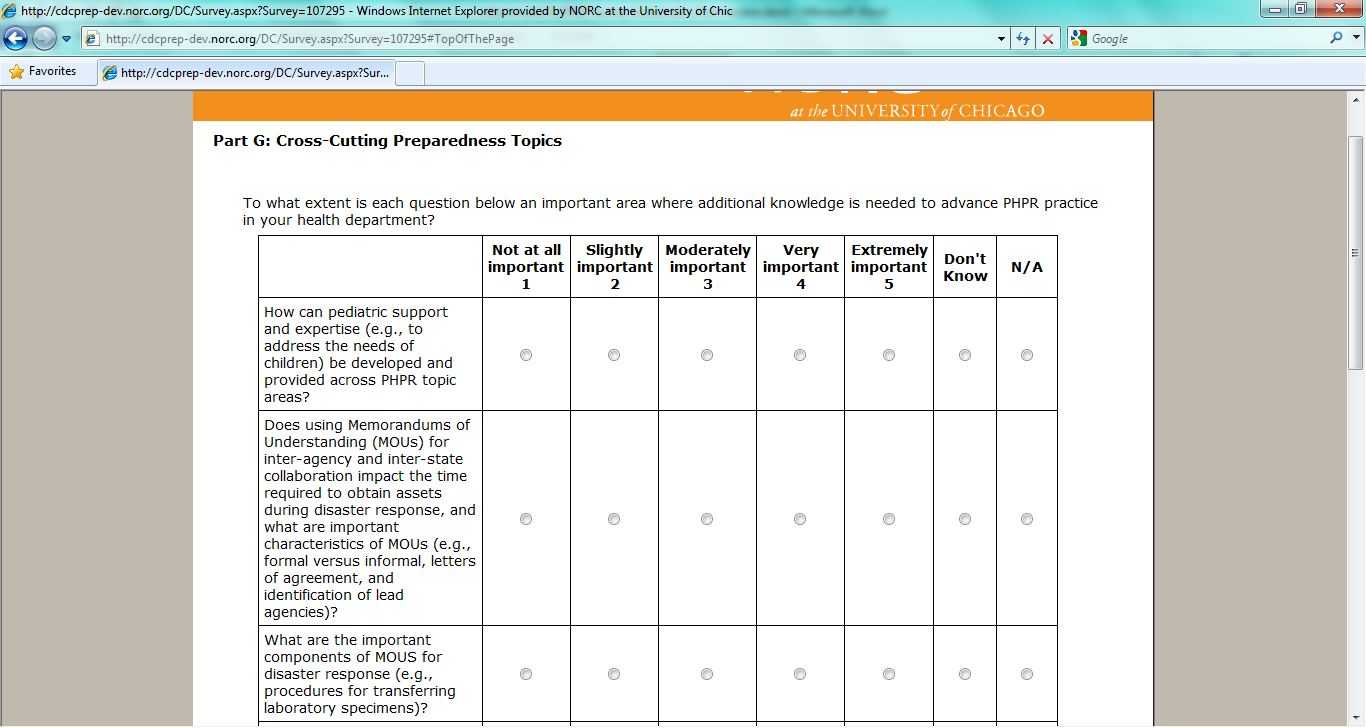 http://cdcprep-dev.norc.org/DC/Survey.aspx?Survey=107295 - Windows Internet Explorer provided by NORC at the University of Chic
http://cdcprep-dev.norc.org/DC/Survey.aspx?Survey=107295#TopOfThePage
Google
Favorites
http://cdcprep-dev.norc.org/DC/Survey.aspx?Sur...
at the UNIVERSITY of CHICAGO
Part G: Cross-Cutting Preparedness Topics
To what extent is each question below an important area where additional knowledge is needed to advance PHPR practice
in your health department?
Not at all
important
1
Slightly
important
2
Moderately
important
3
Very
important
4
Extremely
important
5
Don't
Know
N/A
How can pediatric support
and expertise (e.g., to
address the needs of
children) be developed and
provided across PHPR topic
areas?
Does using Memorandums of
Understanding (MOUs) for
inter-agency and inter-state
collaboration impact the time
required to obtain assets
during disaster response, and
what are important
characteristics of MOUs (e.g.,
formal versus informal, letters
of agreement, and
identification of lead
agencies)?
What are the important
components of MOUS for
disaster response (e.g.,
procedures for transferring
laboratory specimens)?